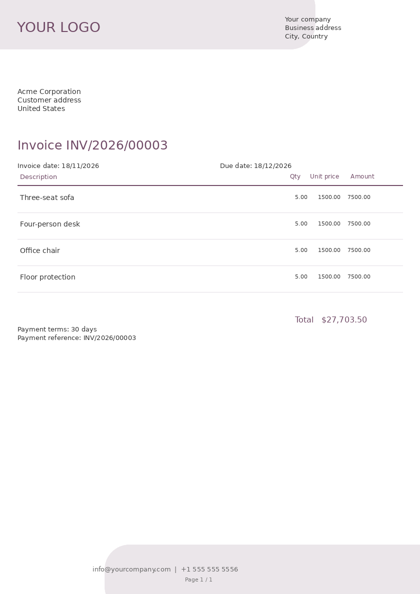 YOUR LOGO
Your company
Business address
City, Country
Acme Corporation
Customer address
United States
Invoice INV/2026/00003
Invoice date: 18/11/2026 Due date: 18/12/2026
Description Qty Unit price Amount
Three-seat sofa 5.00 1500.00 7500.00
Four-person desk 5.00 1500.00 7500.00
Office chair 5.00 1500.00 7500.00
Floor protection 5.00 1500.00 7500.00
Total $27,703.50
Payment terms: 30 days
Payment reference: INV/2026/00003
info@yourcompany.com | +1 555 555 5556
Page 1 / 1